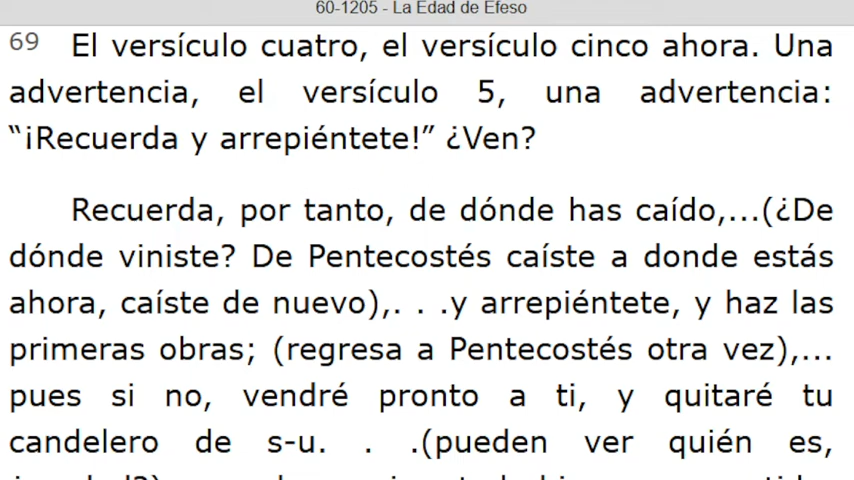 60-1205 - La Edad de Efeso
69 El versículo cuatro, el versículo cinco ahora. Una
advertencia, el versículo 5, una advertencia:
“¡Recuerda y arrepiéntete!” ¿Ven?
Recuerda, por tanto, de dónde has caído,...(¿De
dónde viniste? De Pentecostés caíste a donde estás
ahora, caíste de nuevo),. . .y arrepiéntete, y haz las
primeras obras; (regresa a Pentecostés otra vez),...
pues si no, vendré pronto a ti, y quitaré tu
candelero de s-u. . .(pueden ver quién es,